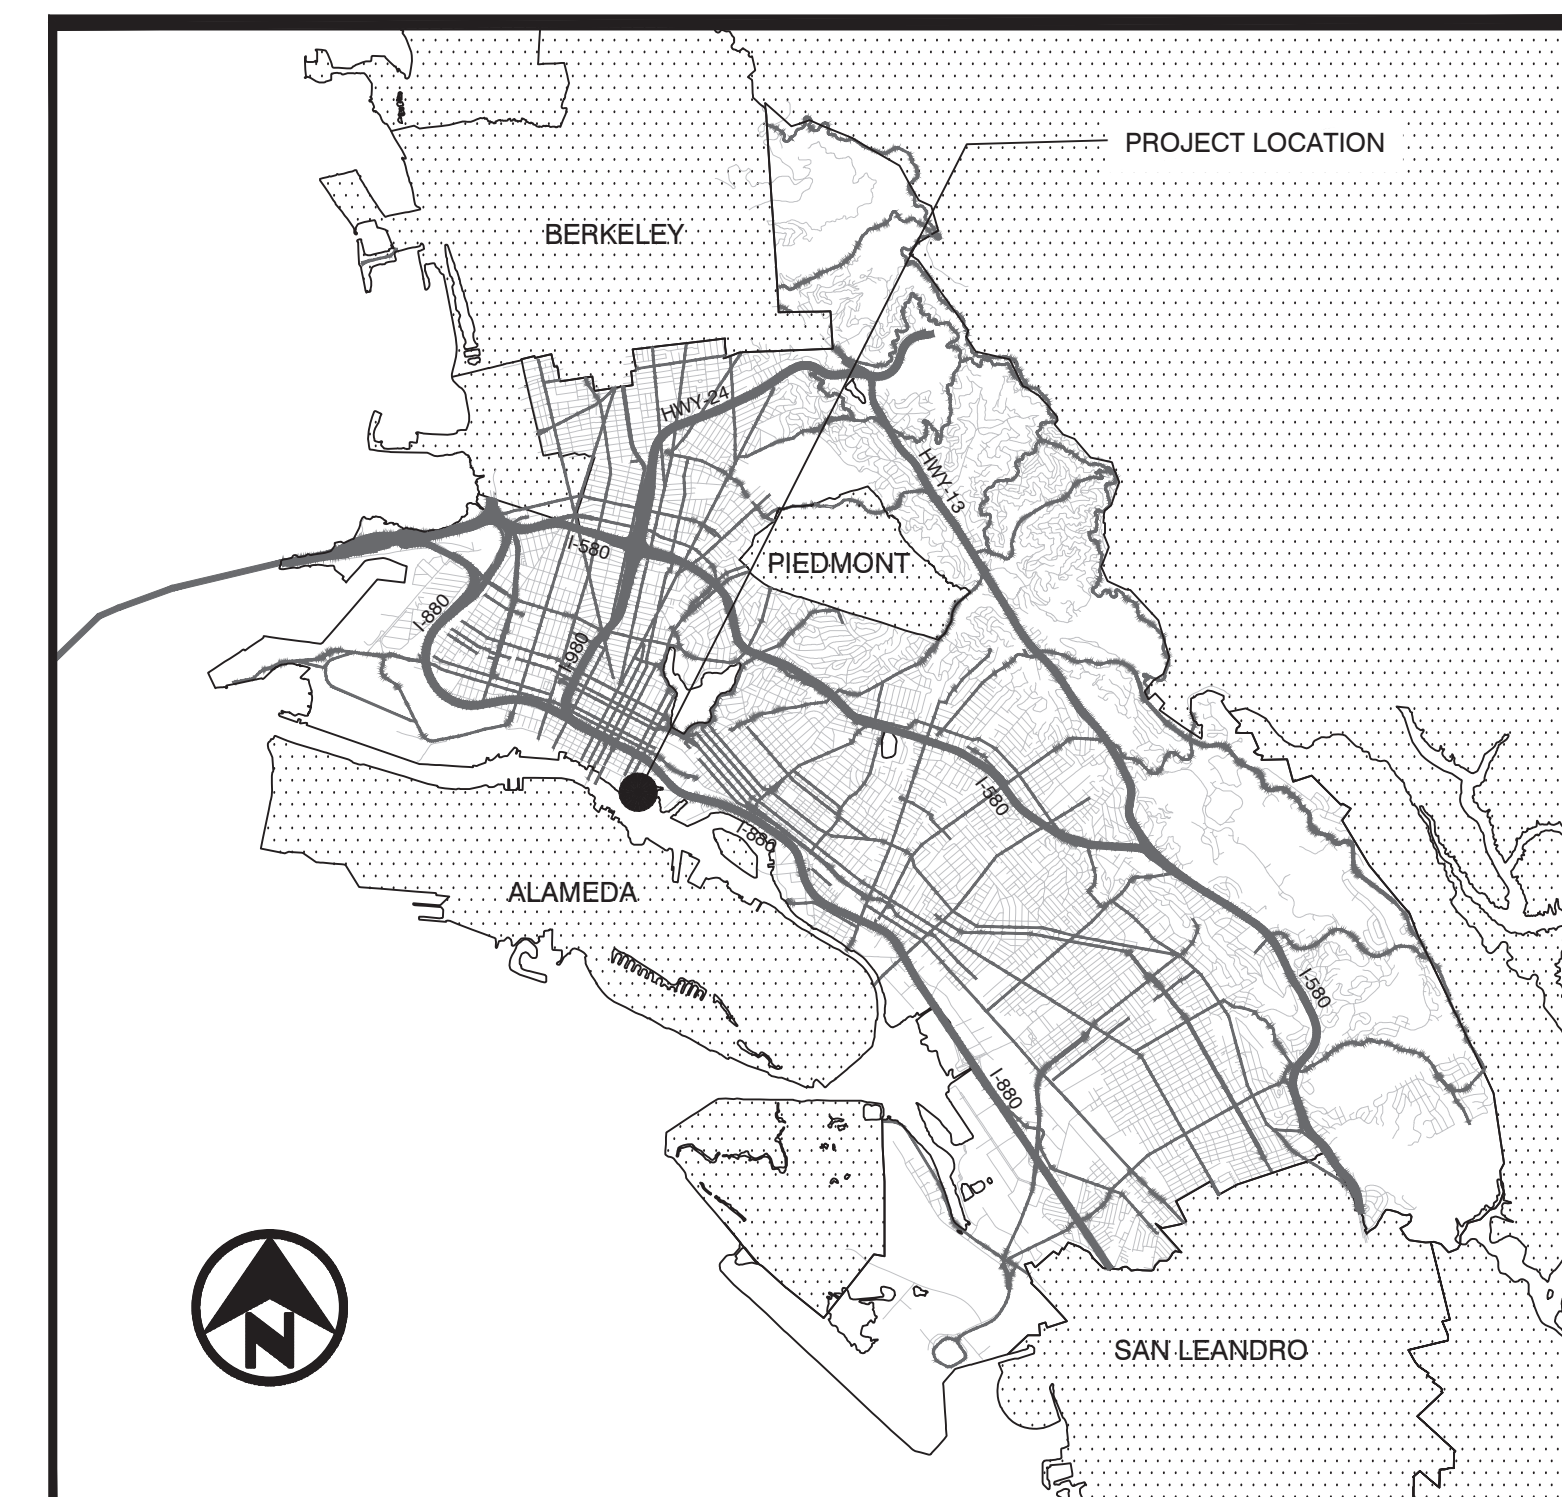 PROJECT LOCATION
BERKELEY
HWY-24
HWY-13
I-580
PIEDMONT
I-880
I-980
I-580
I-880
ALAMEDA
I-580
I-880
N
SAN LEANDRO